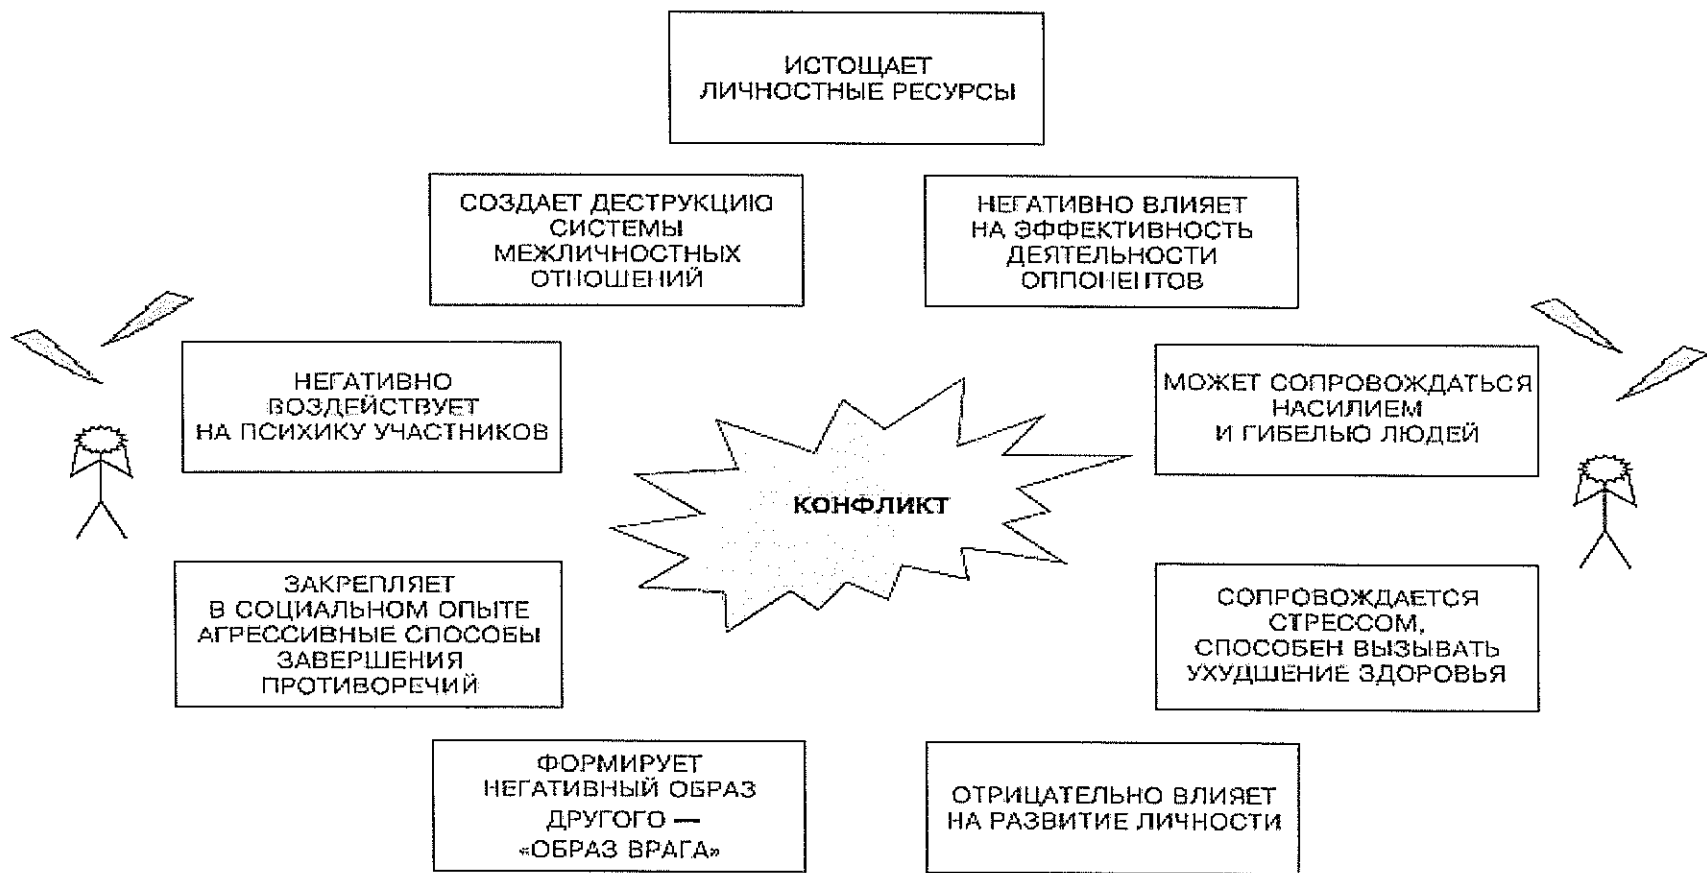 ИСТОЩАЕТ
ЛИЧНОСТНЫЕ РЕСУРСЫ
СОЗДАЕТ ДЕСТРУКЦИЮ
СИСТЕМЫ
МЕЖЛИЧНОСТНЫХ
ОТНОШЕНИЙ
НЕГАТИВНО ВЛИЯЕТ
НА ЭФФЕКТИВНОСТЬ
ДЕЯТЕЛЬНОСТИ
ОППОНЕНТОВ
НЕГАТИВНО
ВОЗДЕЙСТВУЕТ
НА ПСИХИКУ УЧАСТНИКОВ
МОЖЕТ СОПРОВОЖДАТЬСЯ
НАСИЛИЕМ
И ГИБЕЛЬЮ ЛЮДЕЙ
КОНФЛИКТ
ЗАКРЕПЛЯЕТ
В СОЦИАЛЬНОМ ОПЫТЕ
АГРЕССИВНЫЕ СПОСОБЫ
ЗАВЕРШЕНИЯ
ПРОТИВОРЕЧИЙ
СОПРОВОЖДАЕТСЯ
СТРЕССОМ,
СПОСОБЕН ВЫЗЫВАТЬ
УХУДШЕНИЕ ЗДОРОВЬЯ
ФОРМИРУЕТ
НЕГАТИВНЫЙ ОБРАЗ
ДРУГОГО —
«ОБРАЗ ВРАГА»
ОТРИЦАТЕЛЬНО ВЛИЯЕТ
НА РАЗВИТИЕ ЛИЧНОСТИ